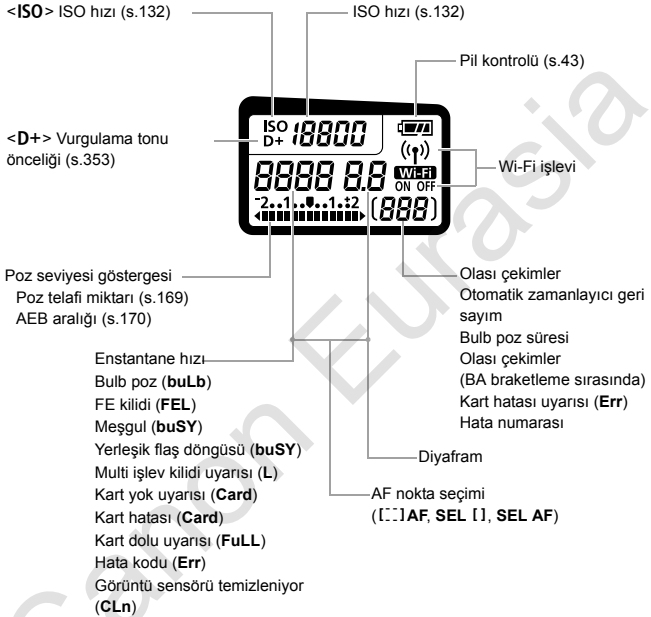 <ISO> ISO hızı (s.132)
ISO hızı (s.132)
Pil kontrolü (s.43)
<D+> Vurgulama tonu
önceliği (s.353)
ISO
D+
18800
Wi-Fi
ON OFF
8888 8.8
-2..1..0..1..+2
(888)
Wi-Fi işlevi
Poz seviyesi göstergesi
Poz telafi miktarı (s.169)
AEB aralığı (s.170)
Olası çekimler
Otomatik zamanlayıcı geri
sayım
Bulb poz süresi
Olası çekimler
(BA braketleme sırasında)
Kart hatası uyarısı (Err)
Hata numarası
Enstantane hızı
Bulb poz (buLb)
FE kilidi (FEL)
Meşgul (buSY)
Yerleşik flaş döngüsü (buSY)
Multi işlev kilidi uyarısı (L)
Kart yok uyarısı (Card)
Kart hatası (Card)
Kart dolu uyarısı (FuLL)
Hata kodu (Err)
Görüntü sensörü temizleniyor
(CLn)
Diyafram
AF nokta seçimi
([ ] AF, SEL [ ], SEL AF)
Canon Eurasia